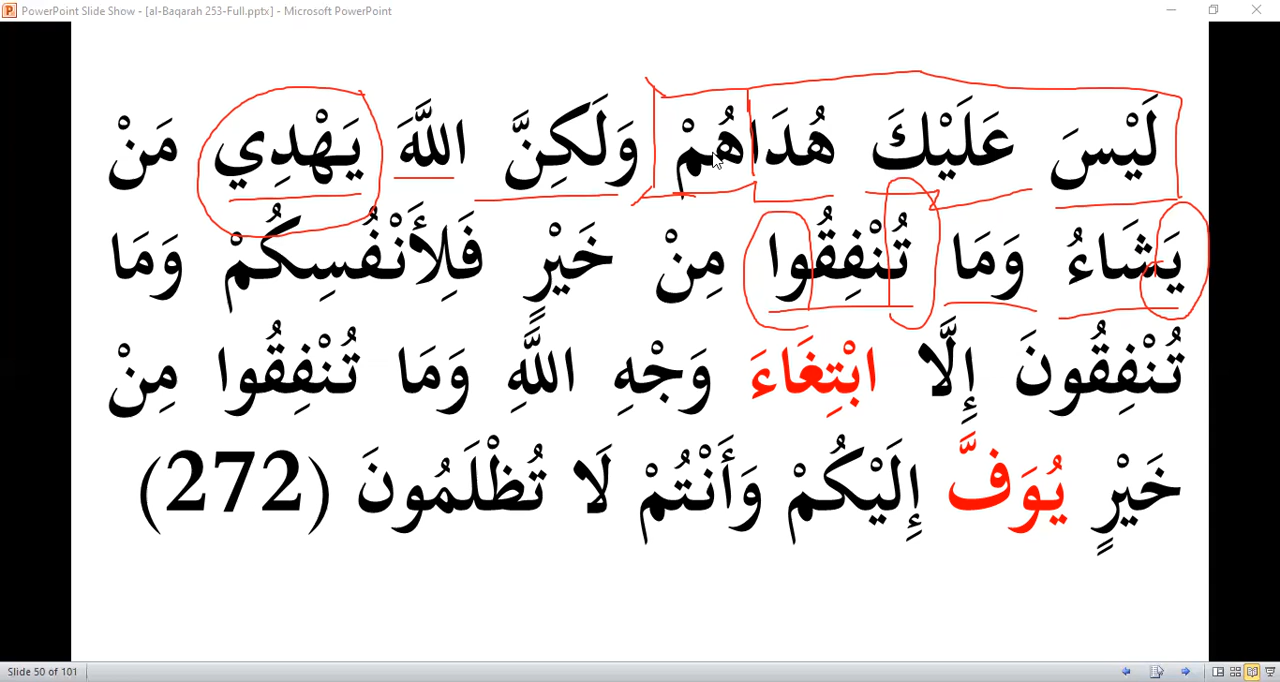 PowerPoint Slide Show - [al-Baqarah 253-Full.pptx] - Microsoft PowerPoint
لَيْسَ عَلَيْكَ هُدَاهُمْ وَلَكِنَّ اللَّهَ يَهْدِي مَنْ
يَشَاءُ وَمَا تُنْفِقُوا مِنْ خَيْرٍ فَلِأَنْفُسِكُمْ وَمَا
تُنْفِقُونَ إِلَّا ابْتِغَاءَ وَجْهِ اللَّهِ وَمَا تُنْفِقُوا مِنْ
خَيْرٍ يُوَفَّ إِلَيْكُمْ وَأَنْتُمْ لَا تُظْلَمُونَ (272)
Slide 50 of 101